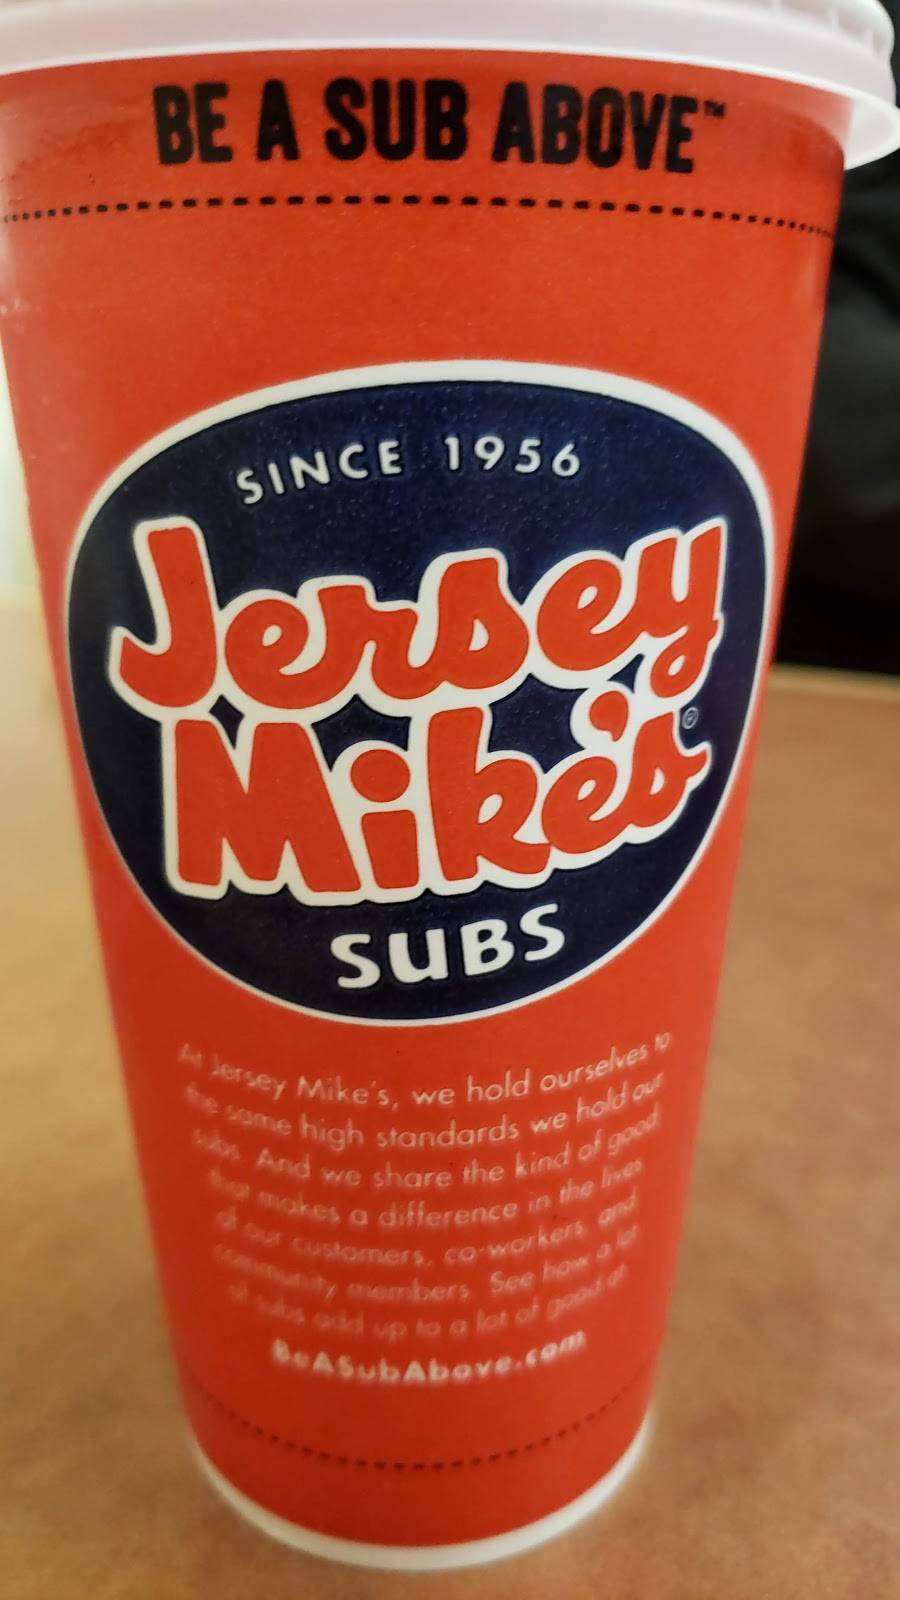 BE A SUB ABOVE™
SINCE 1956
Jersey
Mike's®
SUBS
At Jersey Mike's, we hold ourselves to
the same high standards we hold our
subs. And we share the kind of good
that makes a difference in the lives
of our customers, co-workers, and
community members. See how a lot
of subs add up to a lot of good at
BeASubAbove.com